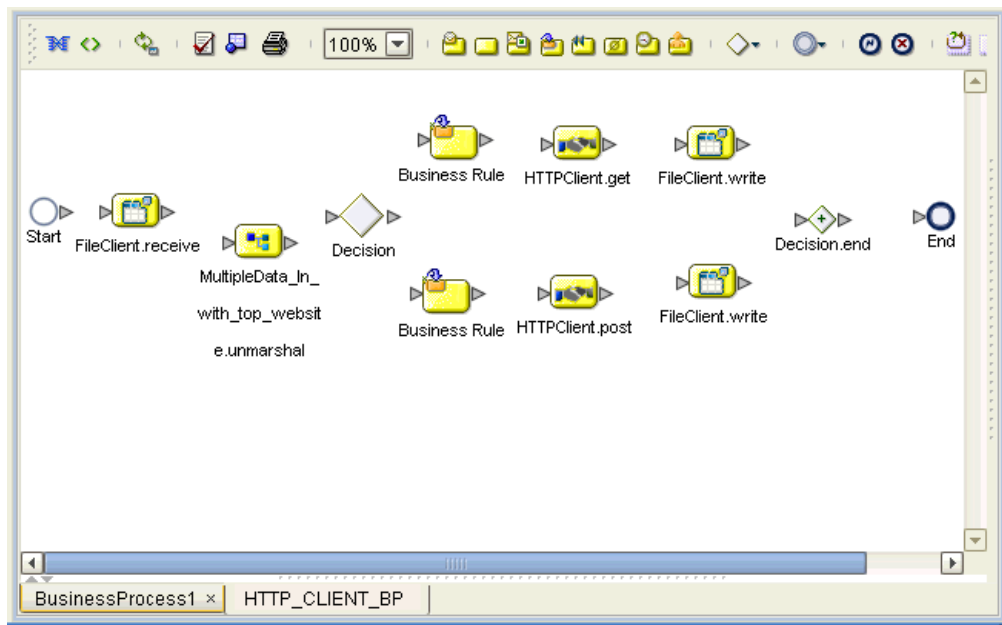 100%
Business Rule
HTTPClient.get
FileClient.write
Start
FileClient.receive
Decision
Decision.end
End
MultipleData_In_
with_top_websit
e.unmarshal
Business Rule
HTTPClient.post
FileClient.write
BusinessProcess1 ×
HTTP_CLIENT_BP